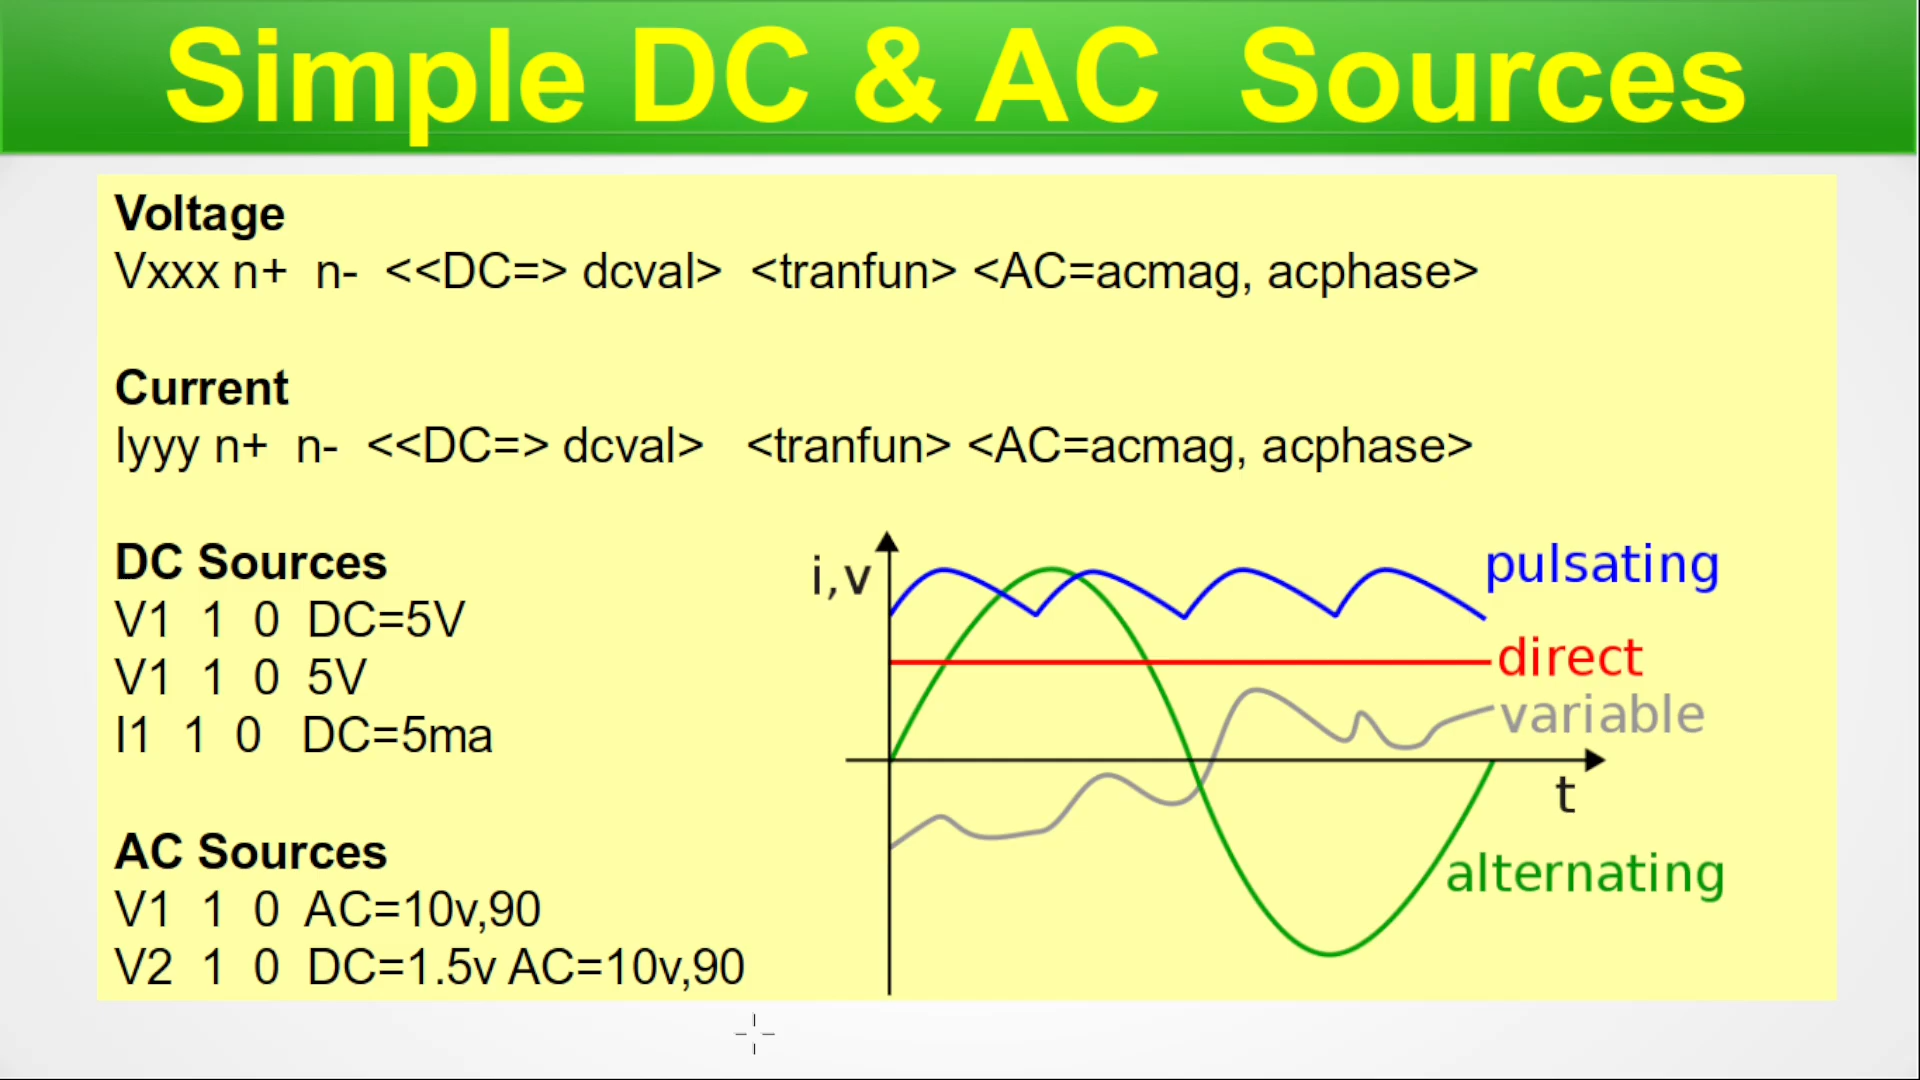 Simple DC & AC Sources
Voltage
Vxxx n+ n- <<DC=> dcval> <tranfun> <AC=acmag, acphase>
Current
Iyyy n+ n- <<DC=> dcval> <tranfun> <AC=acmag, acphase>
DC Sources
V1 1 0 DC=5V
V1 1 0 5V
I1 1 0 DC=5ma
AC Sources
V1 1 0 AC=10v,90
V2 1 0 DC=1.5v AC=10v,90
i,v
pulsating
direct
variable
t
alternating